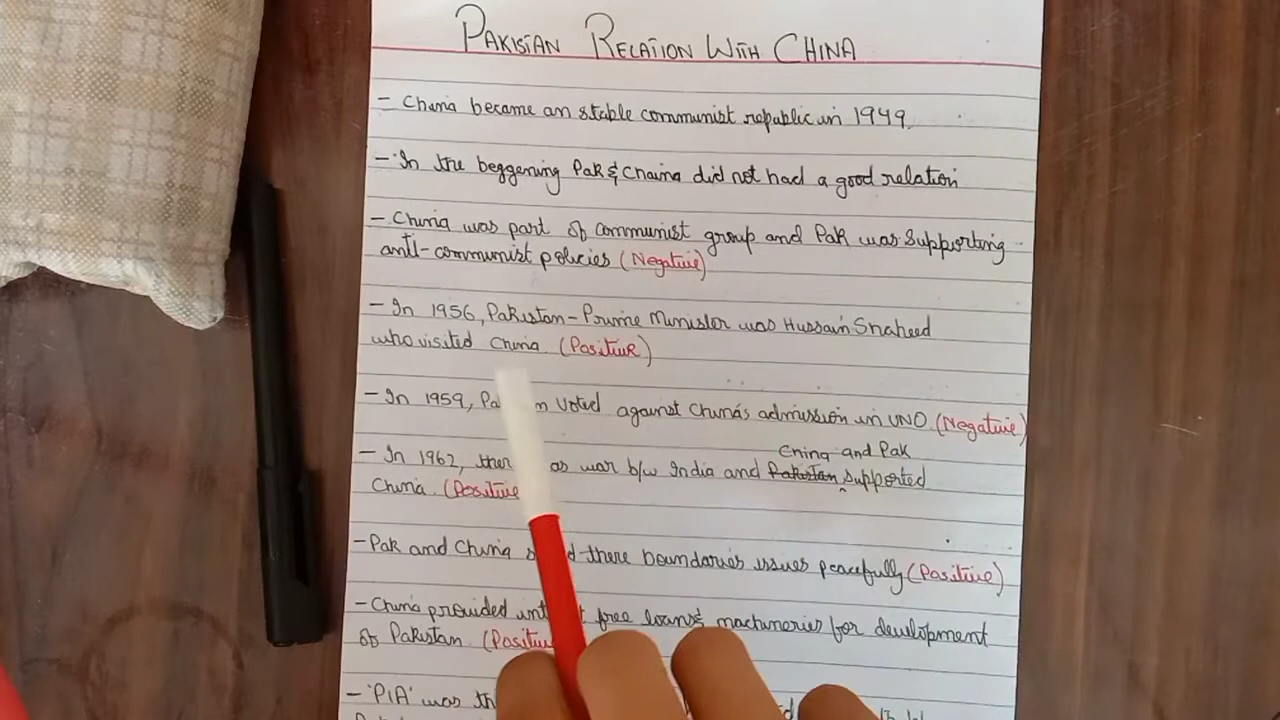 PAKISTAN RELATION WITH CHINA
- China became an stable communist republic in 1949.
- In the beggening Pak & Chaina did not had a good relation
- China was part of communist group and Pak was supporting
anti-communist policies (Negative)
- In 1956, Pakistan-Prime Minister was Hussain Shaheed
who visited China. (Positive)
- In 1959, Pa n voted against China's admission in UNO (Negative)
China and Pak
- In 1962, ther as war b/w India and Pakistan supported
China (Positive
- Pak and China d there boundaries issues peacefully (Positive)
- China provided int t free loans & machineries for development
of Pakistan (Positiv
- 'PIA' was th